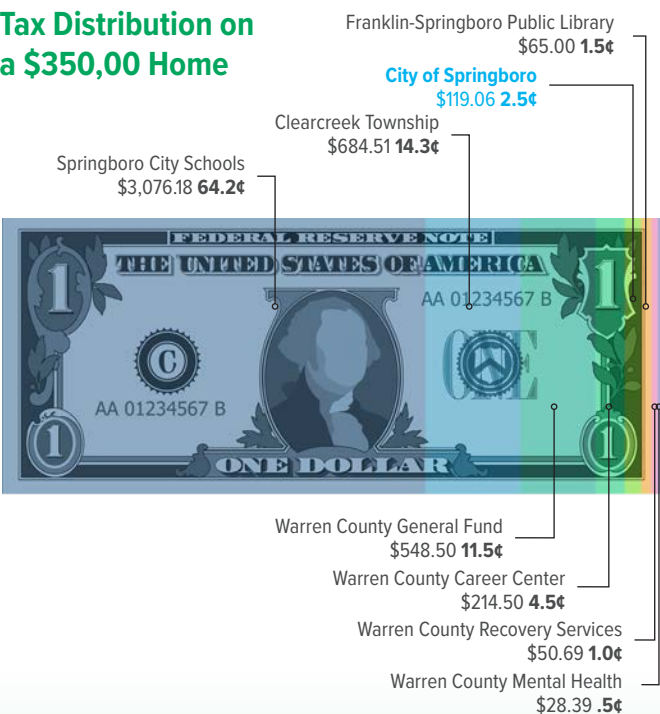 Tax Distribution on
a $350,00 Home
Franklin-Springboro Public Library
$65.00 1.5¢
City of Springboro
$119.06 2.5¢
Clearcreek Township
$684.51 14.3¢
Springboro City Schools
$3,076.18 64.2¢
FEDERAL RESERVE NOTE
THE UNITED STATES OF AMERICA
1
1
AA 01234567 B
C
ONE
AA 01234567 B
1
1
ONE DOLLAR
Warren County General Fund
$548.50 11.5¢
Warren County Career Center
$214.50 4.5¢
Warren County Recovery Services
$50.69 1.0¢
Warren County Mental Health
$28.39 .5¢